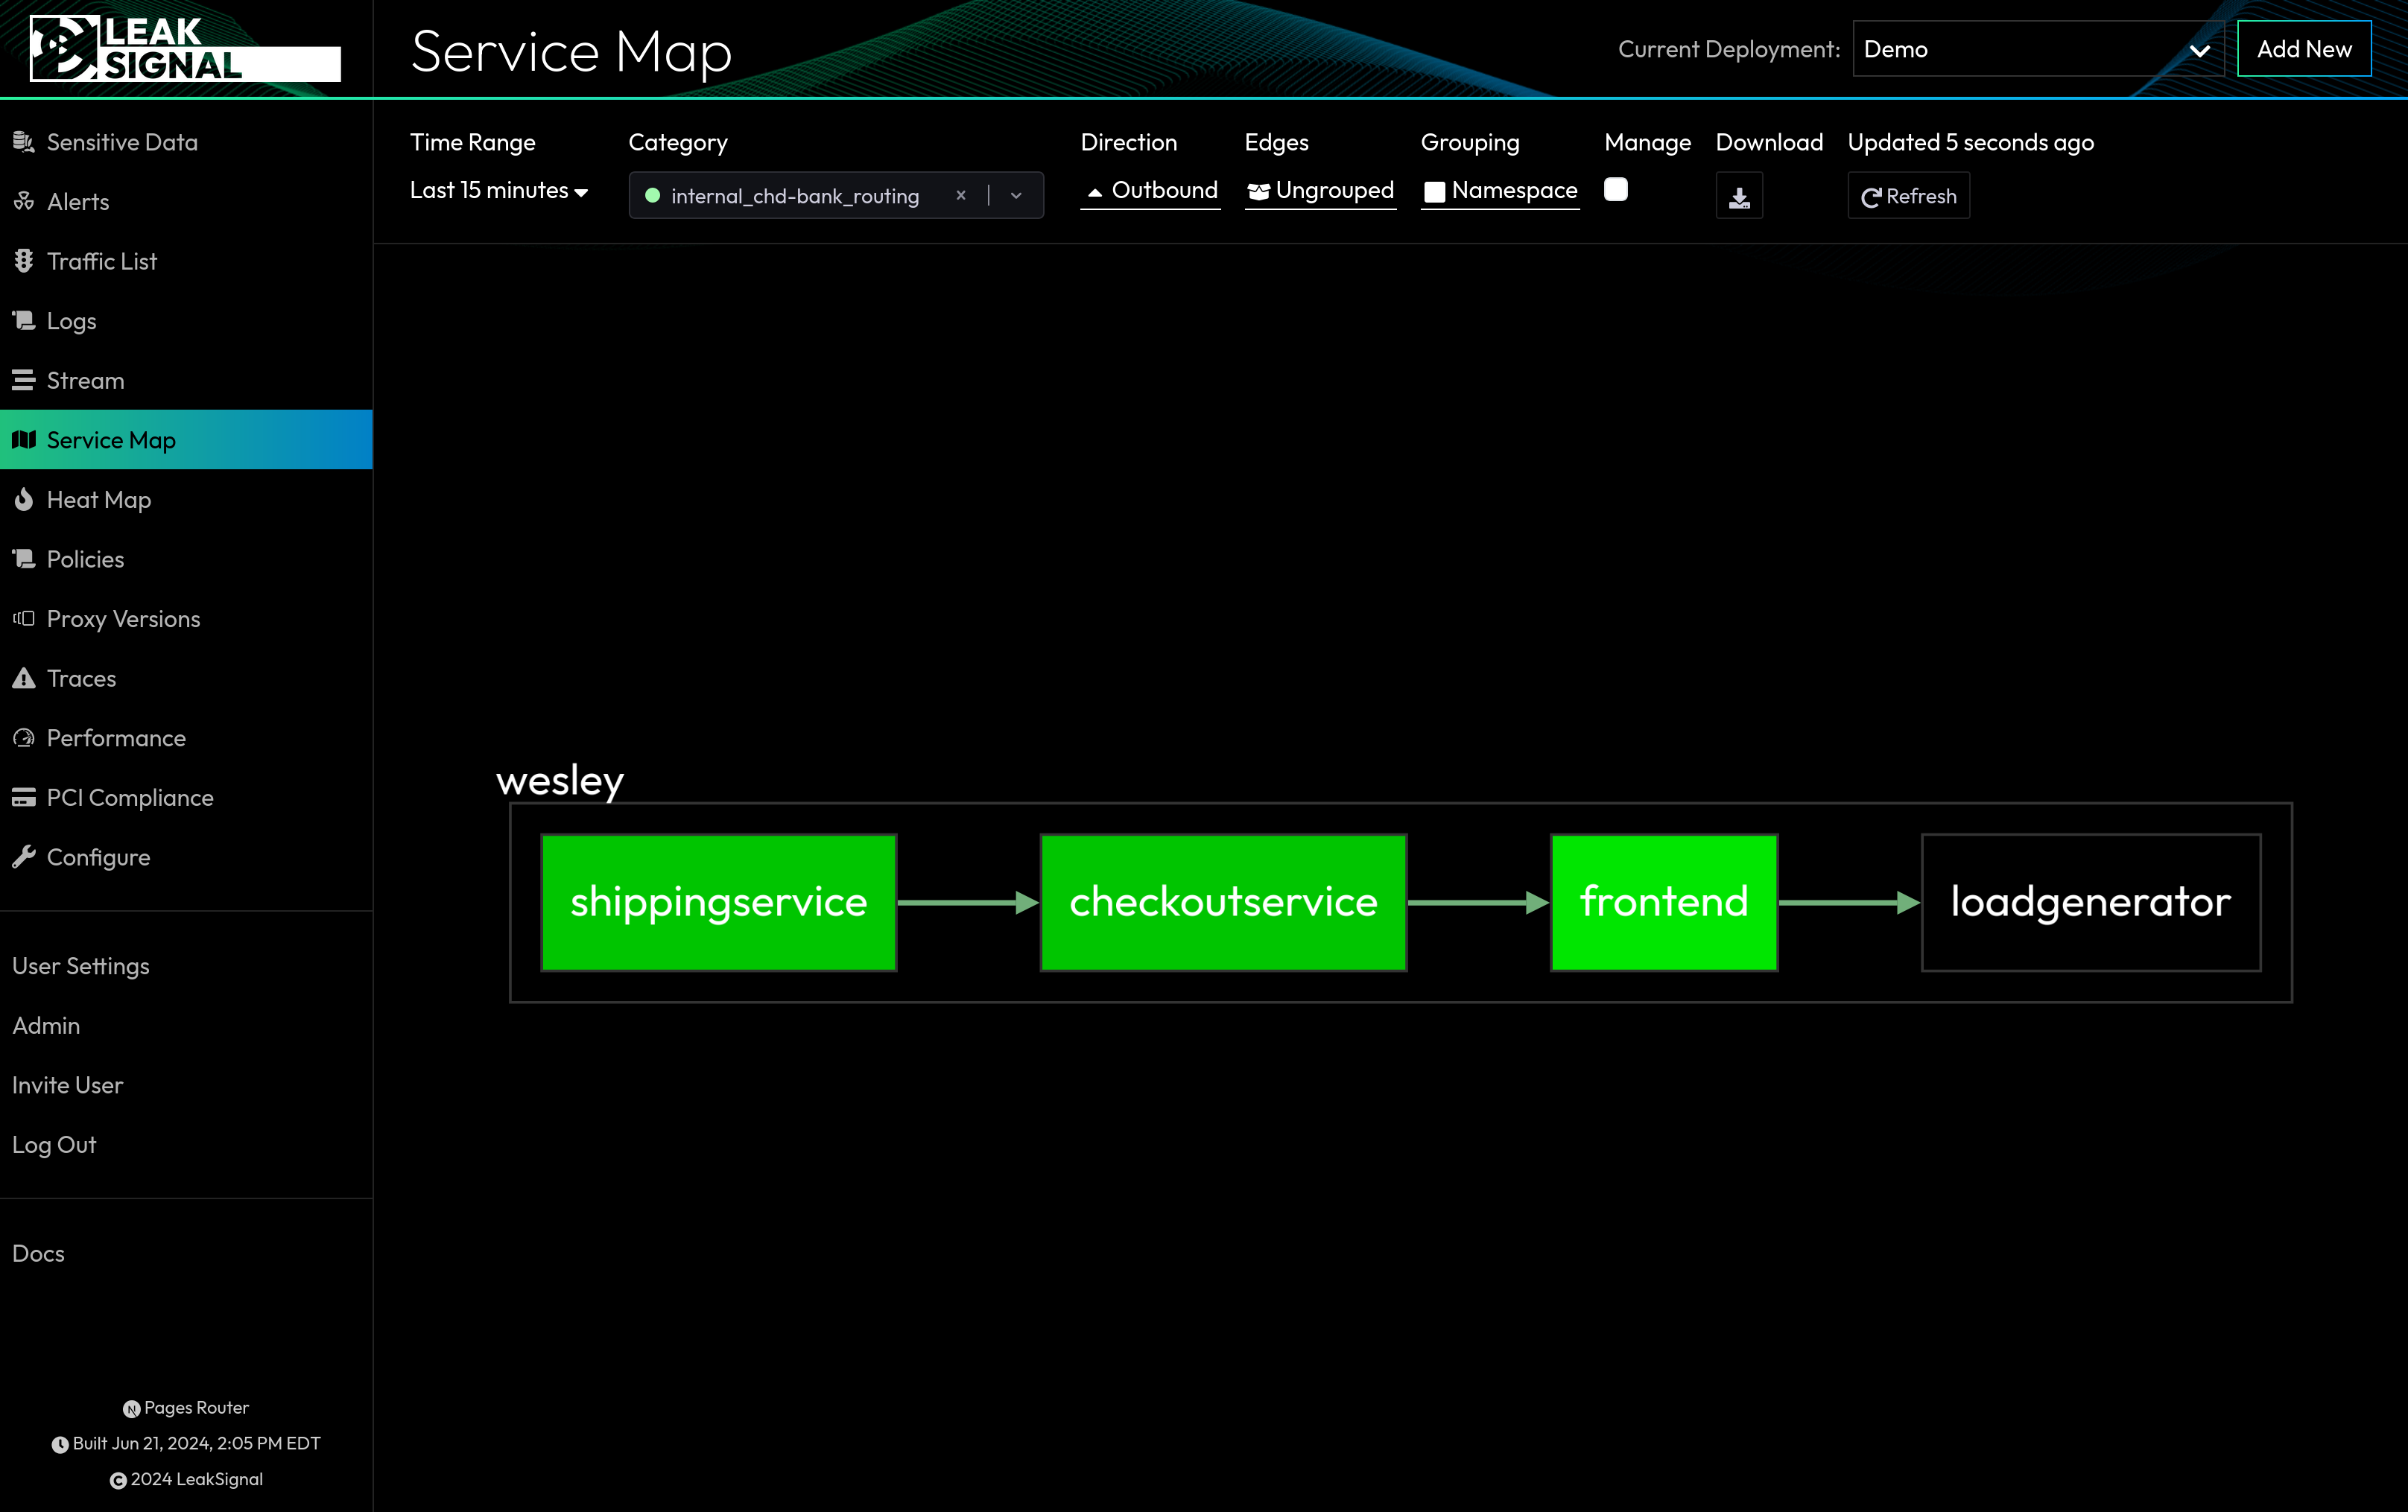 LEAK
SIGNAL
Service Map
Current Deployment:
Demo
Add New
Sensitive Data
Alerts
Traffic List
Logs
Stream
Service Map
Heat Map
Policies
Proxy Versions
Traces
Performance
PCI Compliance
Configure
User Settings
Admin
Invite User
Log Out
Docs
N Pages Router
Built Jun 21, 2024, 2:05 PM EDT
© 2024 LeakSignal
Time Range
Last 15 minutes
Category
internal_chd-bank_routing
Direction
Outbound
Edges
Ungrouped
Grouping
Namespace
Manage
Download
Updated 5 seconds ago
Refresh
wesley
shippingservice
checkoutservice
frontend
loadgenerator